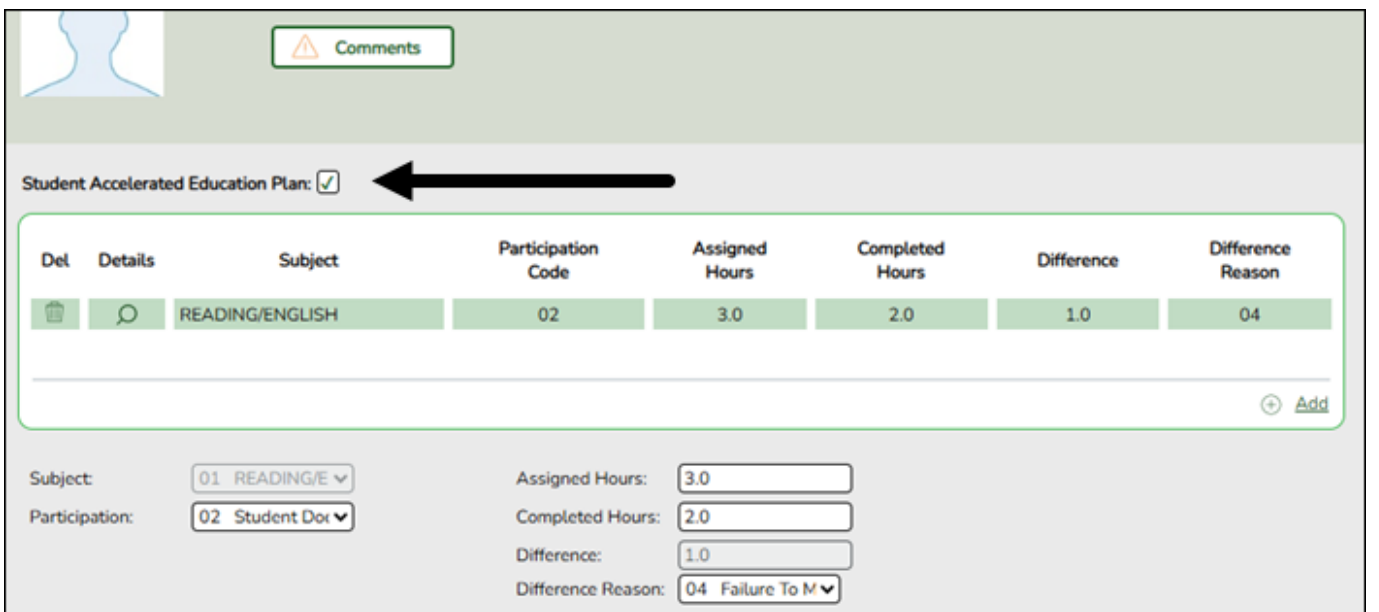 Comments
Student Accelerated Education Plan:
Del Details Subject Participation Code Assigned Hours Completed Hours Difference Difference Reason
READING/ENGLISH 02 3.0 2.0 1.0 04
Add
Subject: 01 READING/E Assigned Hours: 3.0
Participation: 02 Student Doe Completed Hours: 2.0
Difference: 1.0
Difference Reason: 04 Failure To M